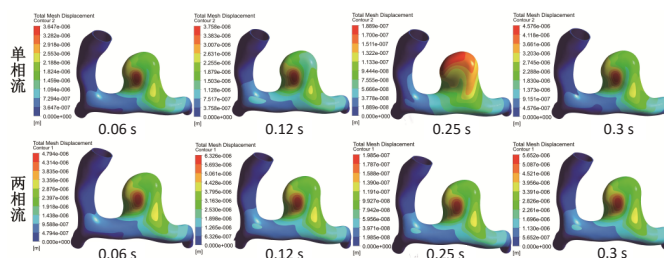 单相流
Total Mesh Displacement
Contour 2
3.647e-006
3.282e-006
2.918e-006
2.553e-006
2.188e-006
1.824e-006
1.459e-006
1.094e-006
7.294e-007
3.647e-007
0.000e+000
[m]
0.06 s
Total Mesh Displacement
Contour 2
3.758e-006
3.382e-006
3.006e-006
2.631e-006
2.255e-006
1.879e-006
1.503e-006
1.128e-006
7.517e-007
3.758e-007
0.000e+000
[m]
0.12 s
Total Mesh Displacement
Contour 2
1.889e-007
1.700e-007
1.511e-007
1.322e-007
1.133e-007
9.444e-008
7.555e-008
5.666e-008
3.778e-008
1.889e-008
0.000e+000
[m]
0.25 s
Total Mesh Displacement
Contour 2
4.576e-006
4.118e-006
3.661e-006
3.203e-006
2.745e-006
2.288e-006
1.830e-006
1.373e-006
9.151e-007
4.576e-007
0.000e+000
[m]
0.3 s
两相流
Total Mesh Displacement
Contour 1
4.794e-006
4.314e-006
3.835e-006
3.356e-006
2.876e-006
2.397e-006
1.918e-006
1.438e-006
9.588e-007
4.794e-007
0.000e+000
[m]
0.06 s
Total Mesh Displacement
Contour 1
6.326e-006
5.693e-006
5.061e-006
4.428e-006
3.795e-006
3.163e-006
2.530e-006
1.898e-006
1.265e-006
6.326e-007
0.000e+000
[m]
0.12 s
Total Mesh Displacement
Contour 1
1.985e-007
1.787e-007
1.588e-007
1.390e-007
1.191e-007
9.927e-008
7.942e-008
5.956e-008
3.971e-008
1.985e-008
0.000e+000
[m]
0.25 s
Total Mesh Displacement
Contour 1
5.652e-006
5.087e-006
4.521e-006
3.956e-006
3.391e-006
2.826e-006
2.261e-006
1.696e-006
1.130e-006
5.652e-007
0.000e+000
[m]
0.3 s